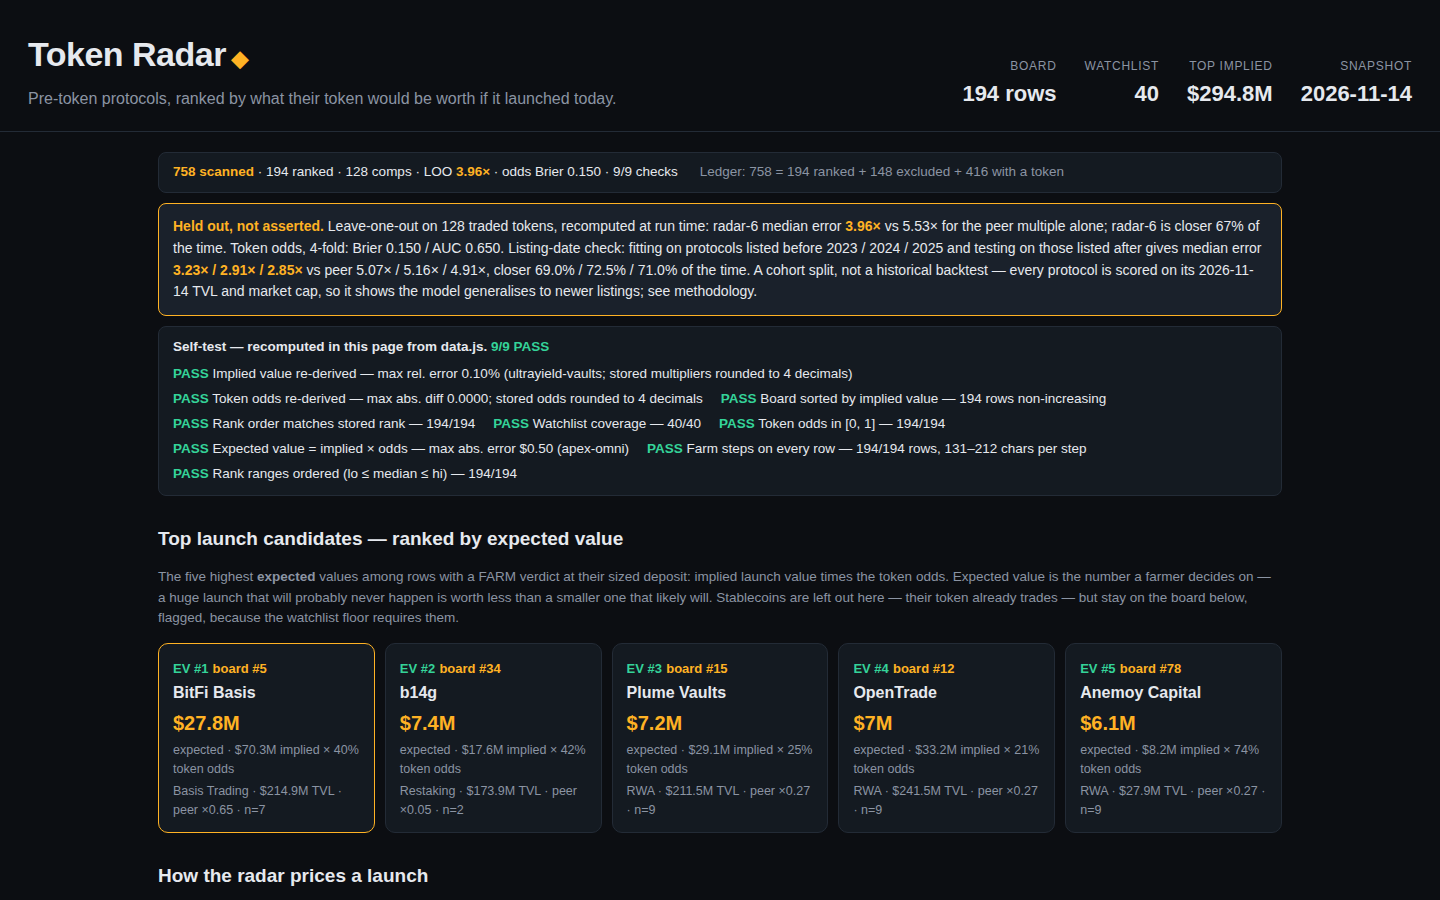 Token Radar
Pre-token protocols, ranked by what their token would be worth if it launched today.
BOARD
194 rows
WATCHLIST
40
TOP IMPLIED
$294.8M
SNAPSHOT
2026-11-14
758 scanned · 194 ranked · 128 comps · LOO 3.96× · odds Brier 0.150 · 9/9 checks Ledger: 758 = 194 ranked + 148 excluded + 416 with a token
Held out, not asserted. Leave-one-out on 128 traded tokens, recomputed at run time: radar-6 median error 3.96× vs 5.53× for the peer multiple alone; radar-6 is closer 67% of
the time. Token odds, 4-fold: Brier 0.150 / AUC 0.650. Listing-date check: fitting on protocols listed before 2023 / 2024 / 2025 and testing on those listed after gives median error
3.23× / 2.91× / 2.85× vs peer 5.07× / 5.16× / 4.91×, closer 69.0% / 72.5% / 71.0% of the time. A cohort split, not a historical backtest — every protocol is scored on its 2026-11-
14 TVL and market cap, so it shows the model generalises to newer listings; see methodology.
Self-test — recomputed in this page from data.js. 9/9 PASS
PASS Implied value re-derived — max rel. error 0.10% (ultrayield-vaults; stored multipliers rounded to 4 decimals)
PASS Token odds re-derived — max abs. diff 0.0000; stored odds rounded to 4 decimals PASS Board sorted by implied value — 194 rows non-increasing
PASS Rank order matches stored rank — 194/194 PASS Watchlist coverage — 40/40 PASS Token odds in [0, 1] — 194/194
PASS Expected value = implied × odds — max abs. error $0.50 (apex-omni) PASS Farm steps on every row — 194/194 rows, 131–212 chars per step
PASS Rank ranges ordered (lo ≤ median ≤ hi) — 194/194
Top launch candidates — ranked by expected value
The five highest expected values among rows with a FARM verdict at their sized deposit: implied launch value times the token odds. Expected value is the number a farmer decides on —
a huge launch that will probably never happen is worth less than a smaller one that likely will. Stablecoins are left out here — their token already trades — but stay on the board below,
flagged, because the watchlist floor requires them.
EV #1 board #5
BitFi Basis
$27.8M
expected · $70.3M implied × 40%
token odds
Basis Trading · $214.9M TVL ·
peer ×0.65 · n=7
EV #2 board #34
b14g
$7.4M
expected · $17.6M implied × 42%
token odds
Restaking · $173.9M TVL · peer
×0.05 · n=2
EV #3 board #15
Plume Vaults
$7.2M
expected · $29.1M implied × 25%
token odds
RWA · $211.5M TVL · peer ×0.27
· n=9
EV #4 board #12
OpenTrade
$7M
expected · $33.2M implied × 21%
token odds
RWA · $241.5M TVL · peer ×0.27
· n=9
EV #5 board #78
Anemoy Capital
$6.1M
expected · $8.2M implied × 74%
token odds
RWA · $27.9M TVL · peer ×0.27 ·
n=9
How the radar prices a launch